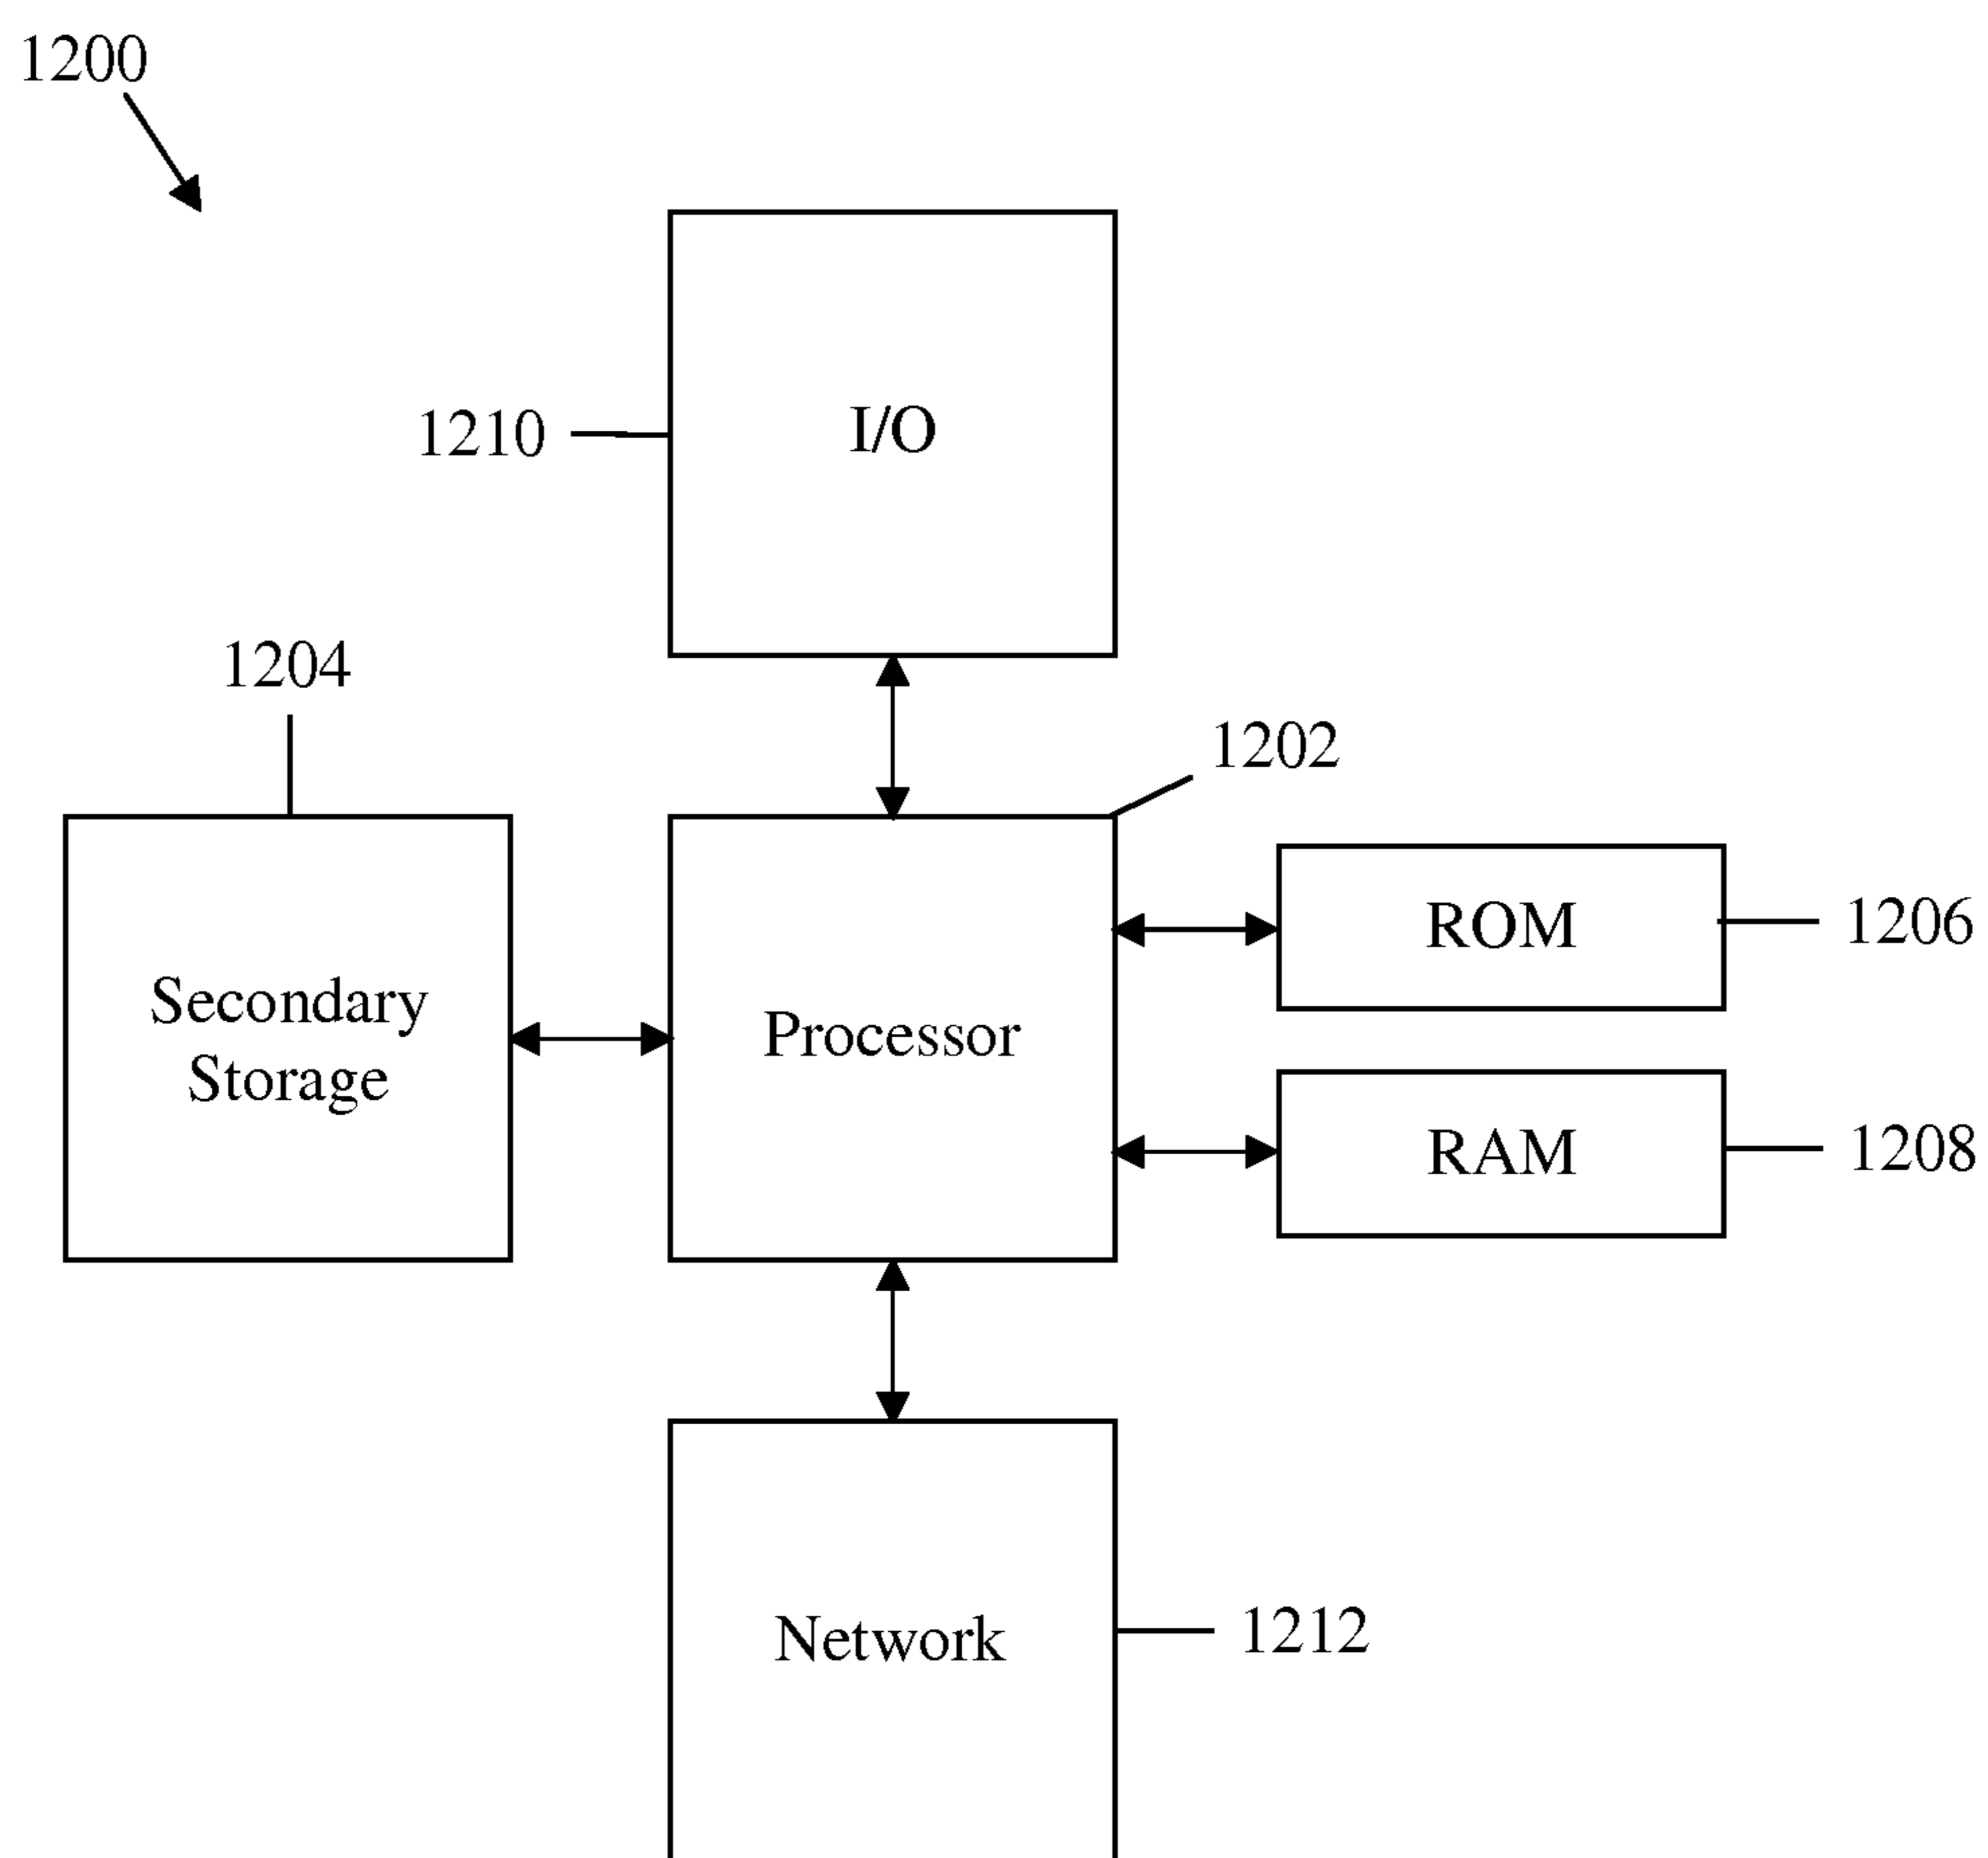 1200
1210
I/O
1204
1202
Secondary
Storage
Processor
ROM
1206
RAM
1208
Network
1212